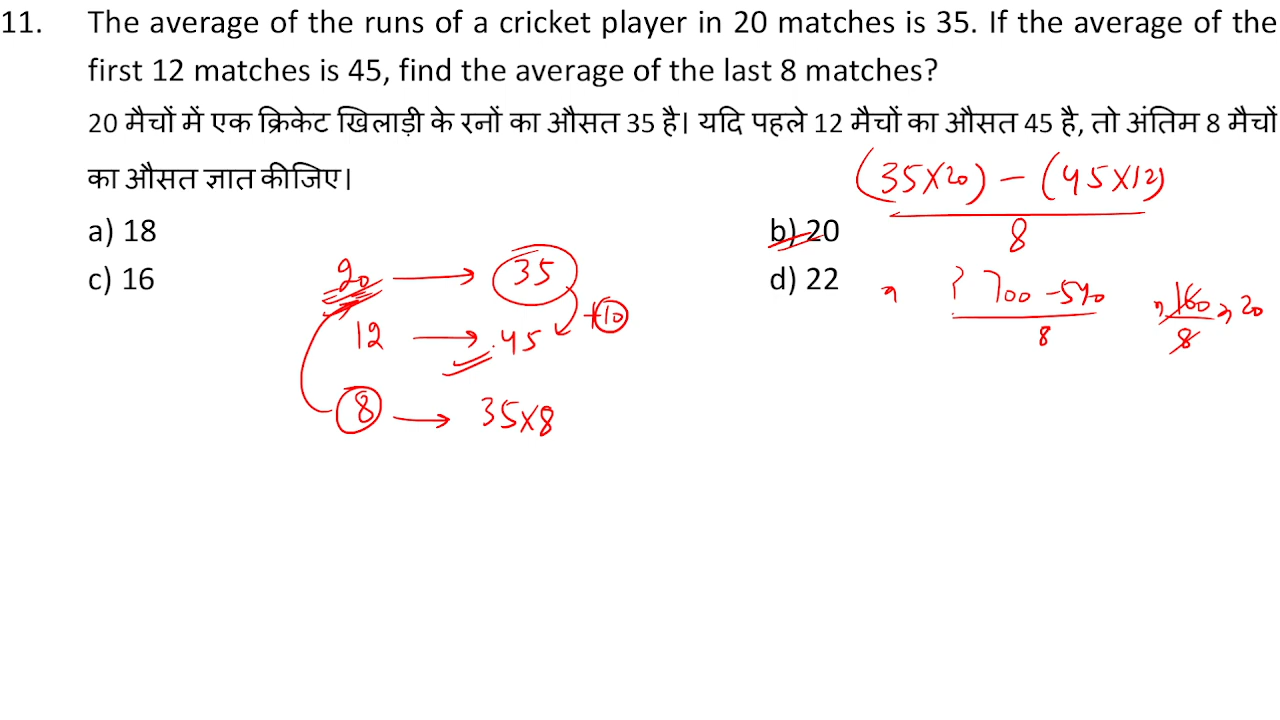 11. The average of the runs of a cricket player in 20 matches is 35. If the average of the
first 12 matches is 45, find the average of the last 8 matches?
20 मैचों में एक क्रिकेट खिलाड़ी के रनों का औसत 35 है। यदि पहले 12 मैचों का औसत 45 है, तो अंतिम 8 मैचों
का औसत ज्ञात कीजिए।
(35×20) – (45×12)
8
a) 18 b) 20
c) 16 d) 22
20 → 35
+10
12 → 45
8 → 35×8
700 – 540
8
160
8
20